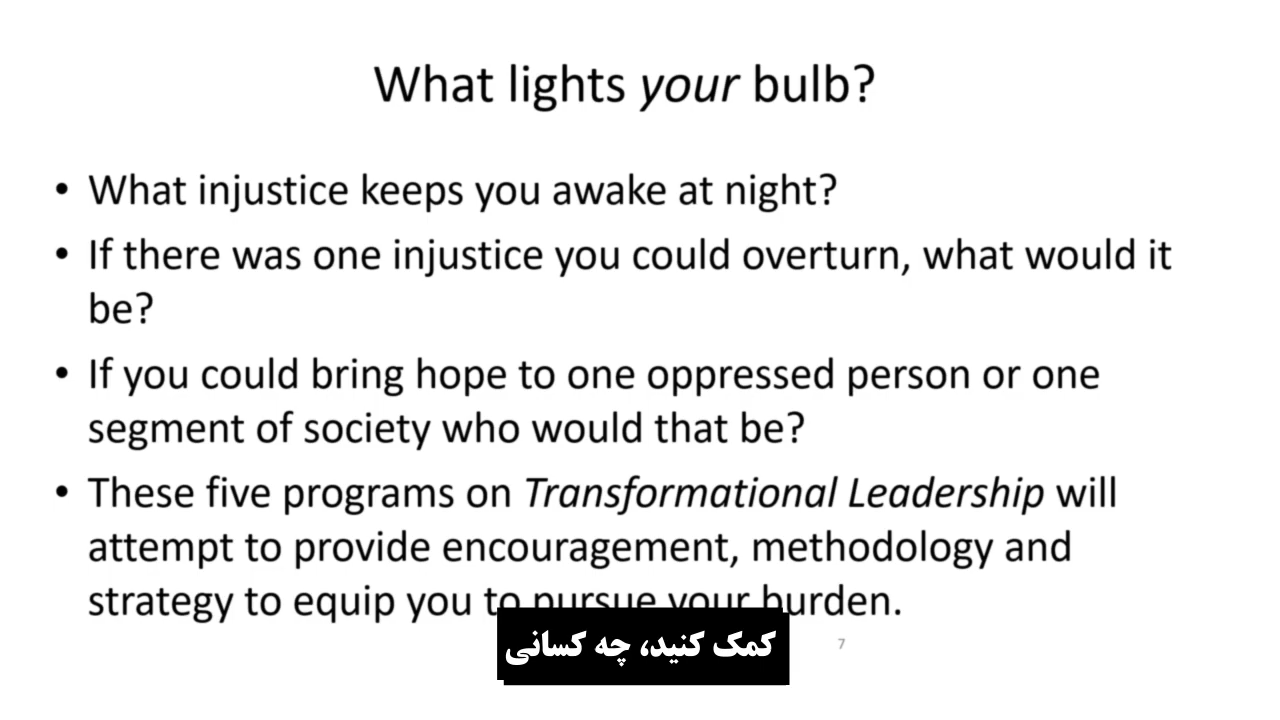 What lights your bulb?
• What injustice keeps you awake at night?
• If there was one injustice you could overturn, what would it
be?
• If you could bring hope to one oppressed person or one
segment of society who would that be?
• These five programs on Transformational Leadership will
attempt to provide encouragement, methodology and
strategy to equip you to pursue your burden.
کمک کنید، چه کسانی
7